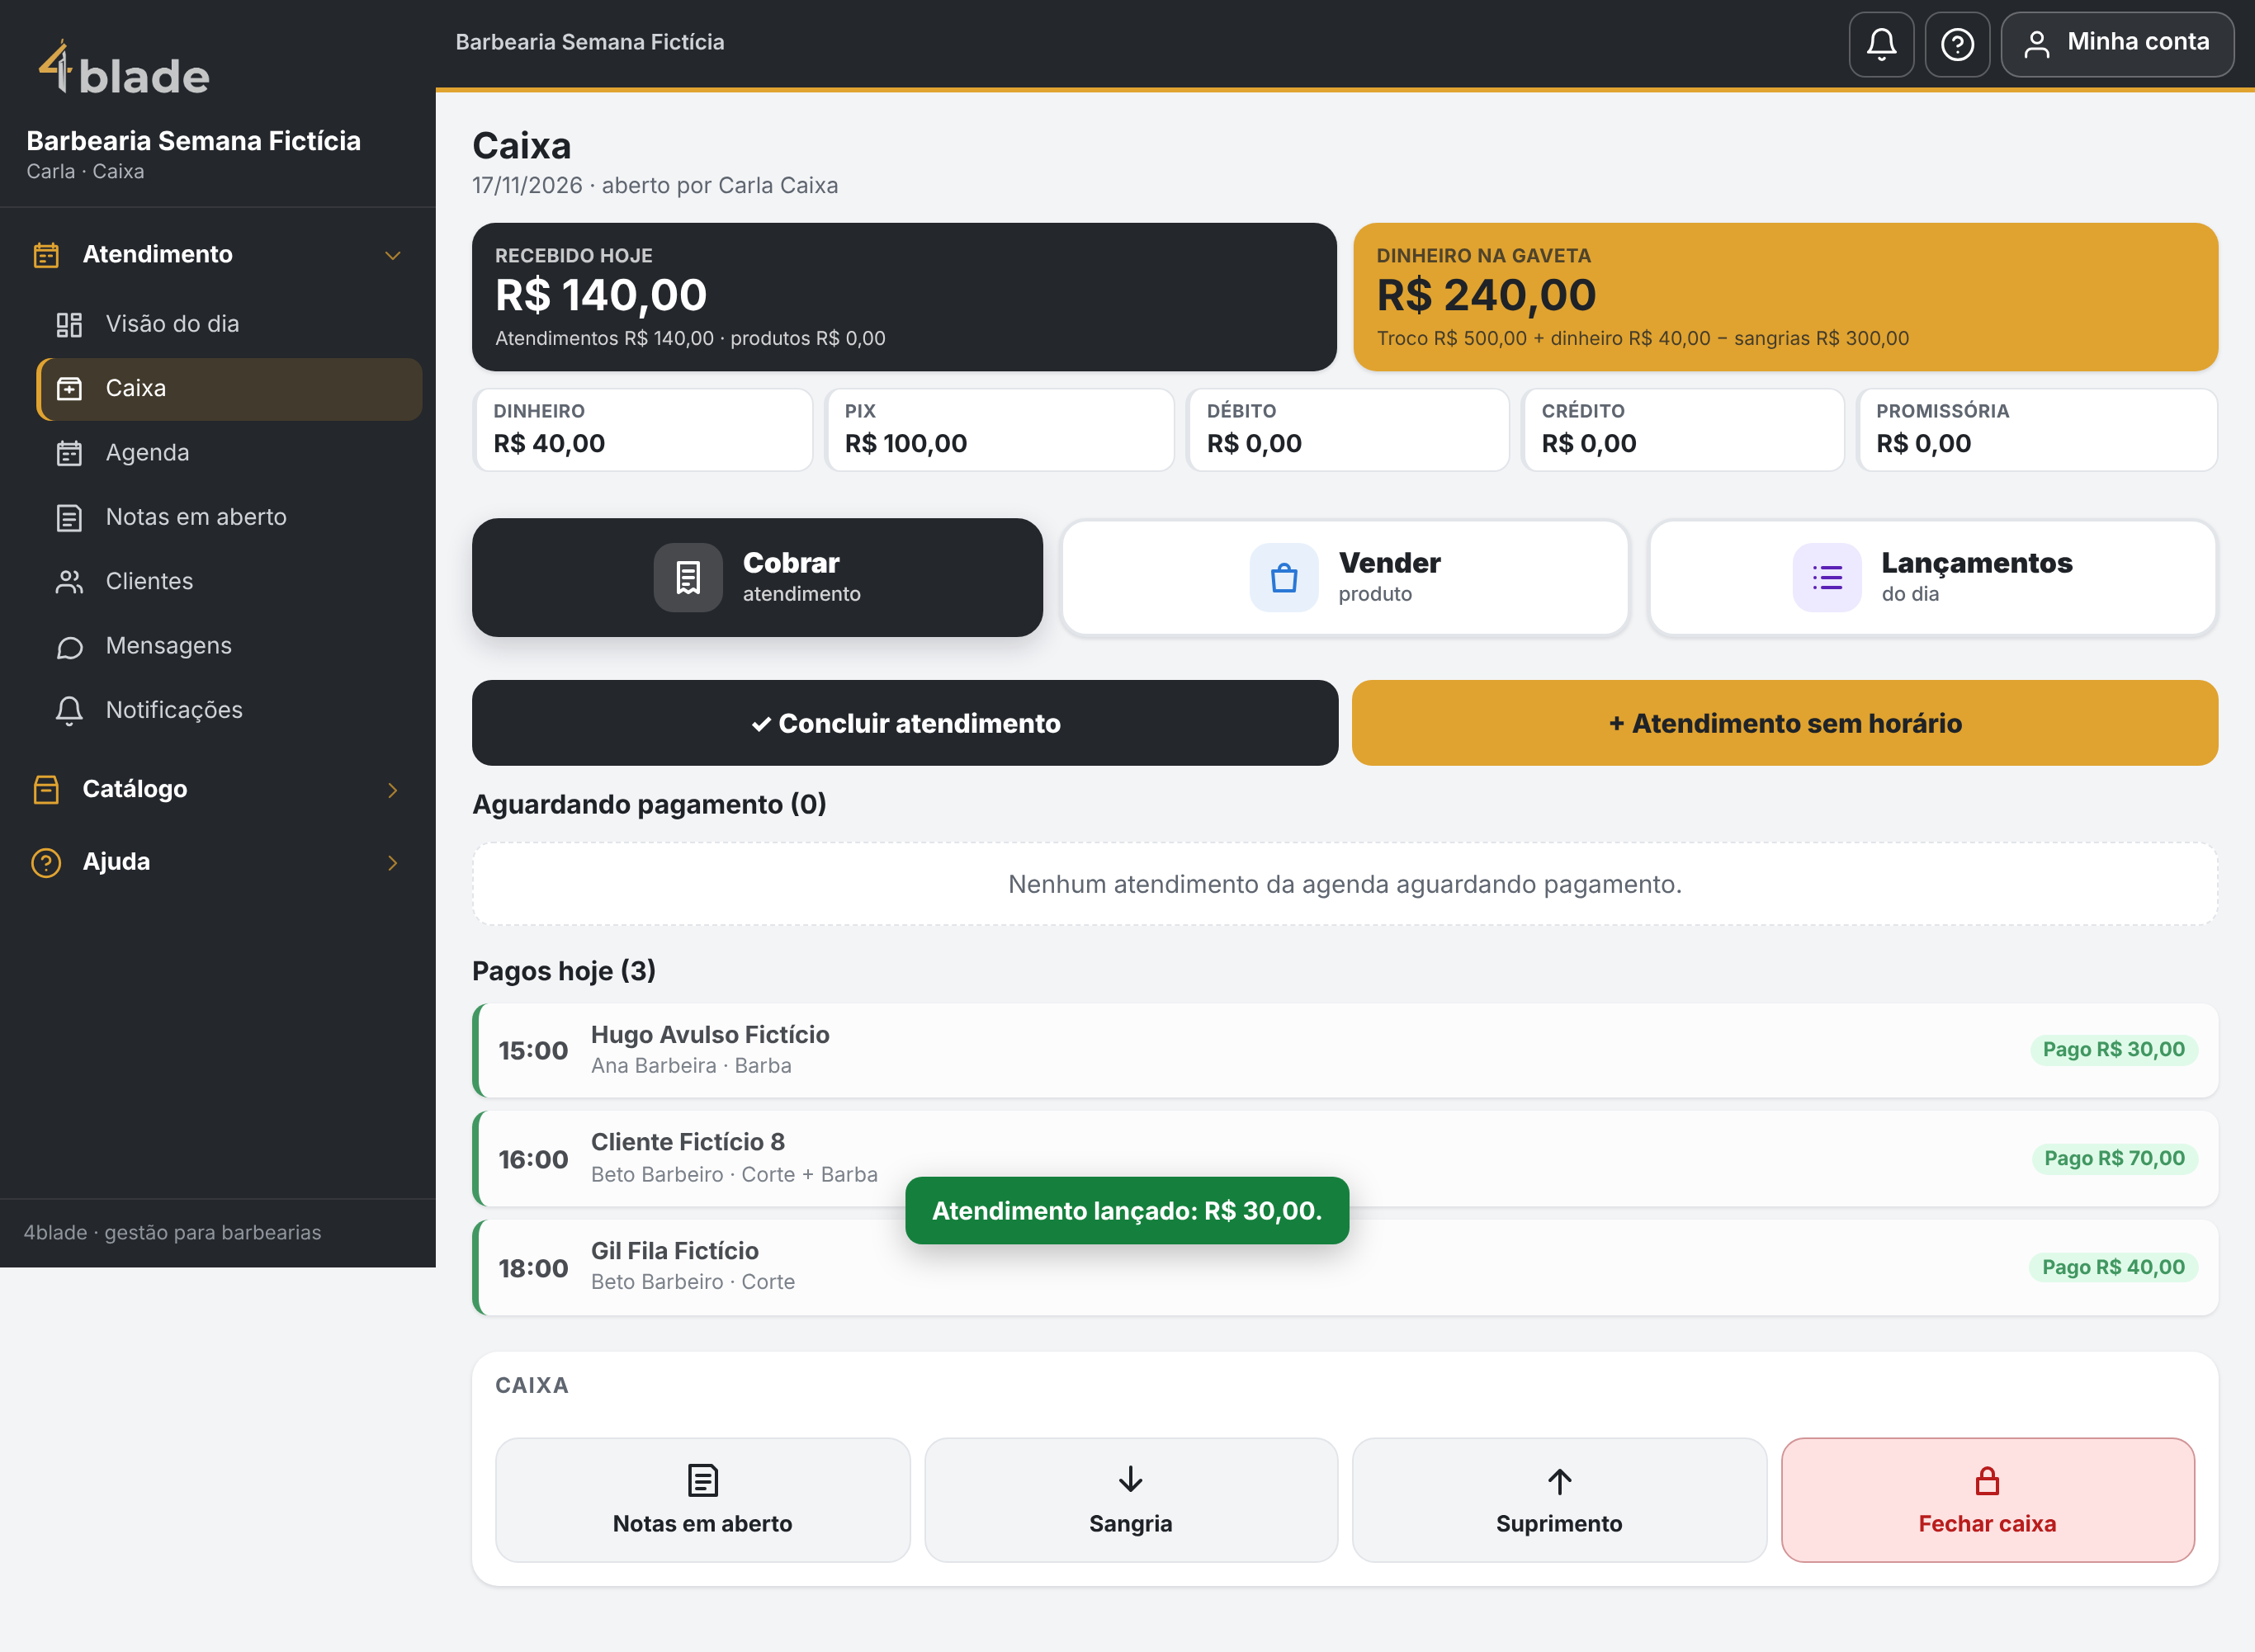 4blade
Barbearia Semana Fictícia
Carla · Caixa
Atendimento
Visão do dia
Caixa
Agenda
Notas em aberto
Clientes
Mensagens
Notificações
Catálogo
Ajuda
4blade · gestão para barbearias
Barbearia Semana Fictícia
Minha conta
Caixa
17/11/2026 · aberto por Carla Caixa
RECEBIDO HOJE
R$ 140,00
Atendimentos R$ 140,00 · produtos R$ 0,00
DINHEIRO NA GAVETA
R$ 240,00
Troco R$ 500,00 + dinheiro R$ 40,00 − sangrias R$ 300,00
DINHEIRO
R$ 40,00
PIX
R$ 100,00
DÉBITO
R$ 0,00
CRÉDITO
R$ 0,00
PROMISSÓRIA
R$ 0,00
Cobrar
atendimento
Vender
produto
Lançamentos
do dia
✓ Concluir atendimento
+ Atendimento sem horário
Aguardando pagamento (0)
Nenhum atendimento da agenda aguardando pagamento.
Pagos hoje (3)
15:00
Hugo Avulso Fictício
Ana Barbeira · Barba
Pago R$ 30,00
16:00
Cliente Fictício 8
Beto Barbeiro · Corte + Barba
Pago R$ 70,00
Atendimento lançado: R$ 30,00.
18:00
Gil Fila Fictício
Beto Barbeiro · Corte
Pago R$ 40,00
CAIXA
Notas em aberto
Sangria
Suprimento
Fechar caixa